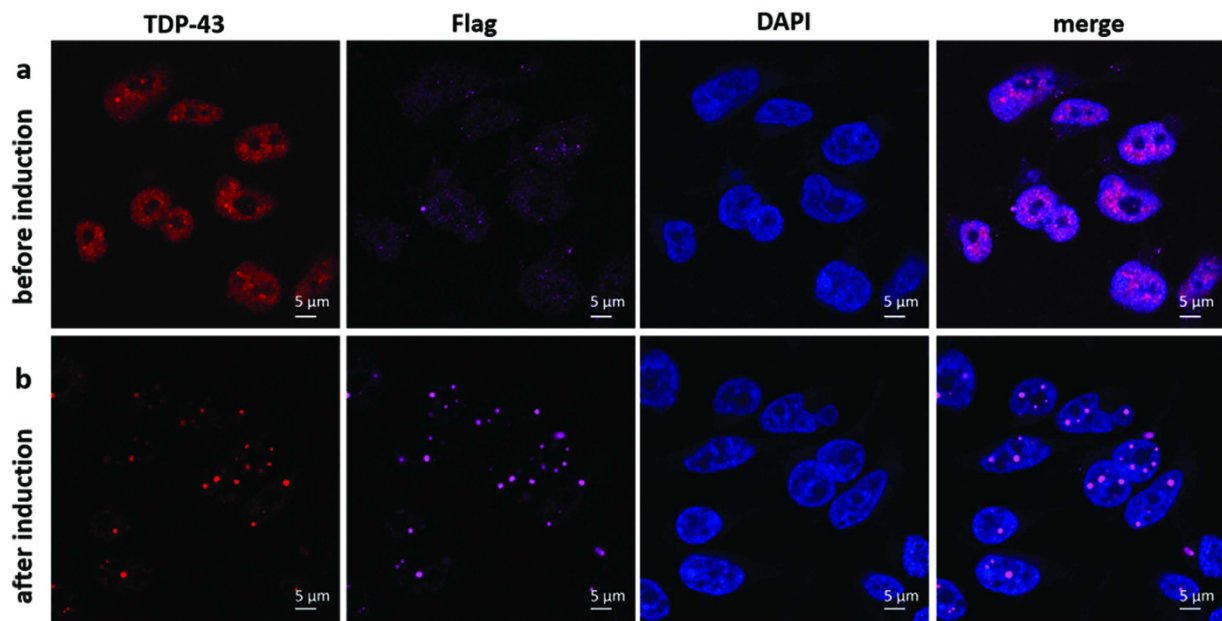 TDP-43 Flag DAPI merge
a
before induction
5 µm 5 µm 5 µm 5 µm
b
after induction
5 µm 5 µm 5 µm 5 µm